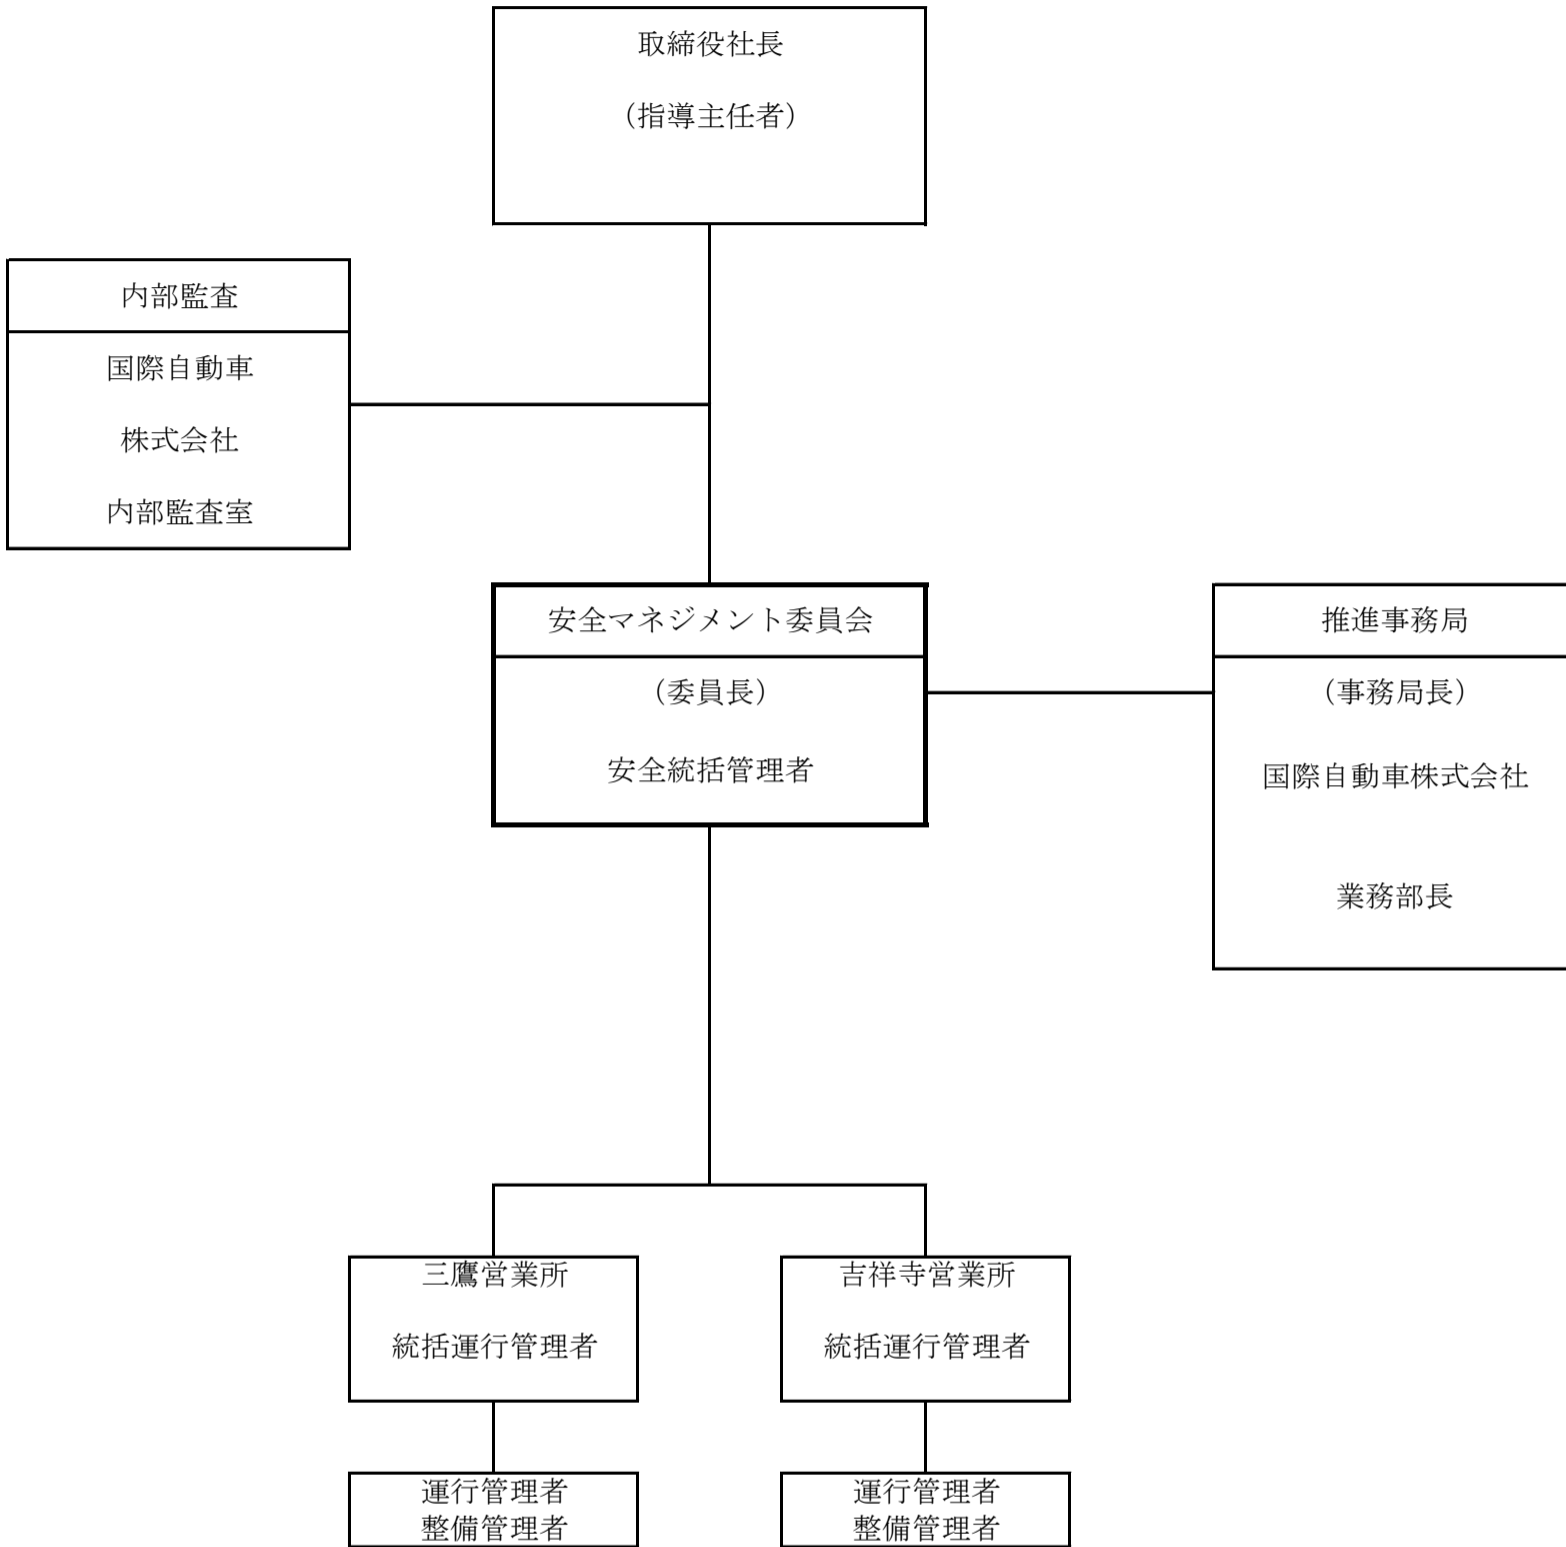 取締役社長
（指導主任者）
内部監査
国際自動車
株式会社
内部監査室
安全マネジメント委員会
（委員長）
安全統括管理者
推進事務局
（事務局長）
国際自動車株式会社
業務部長
三鷹営業所
統括運行管理者
吉祥寺営業所
統括運行管理者
運行管理者
整備管理者
運行管理者
整備管理者